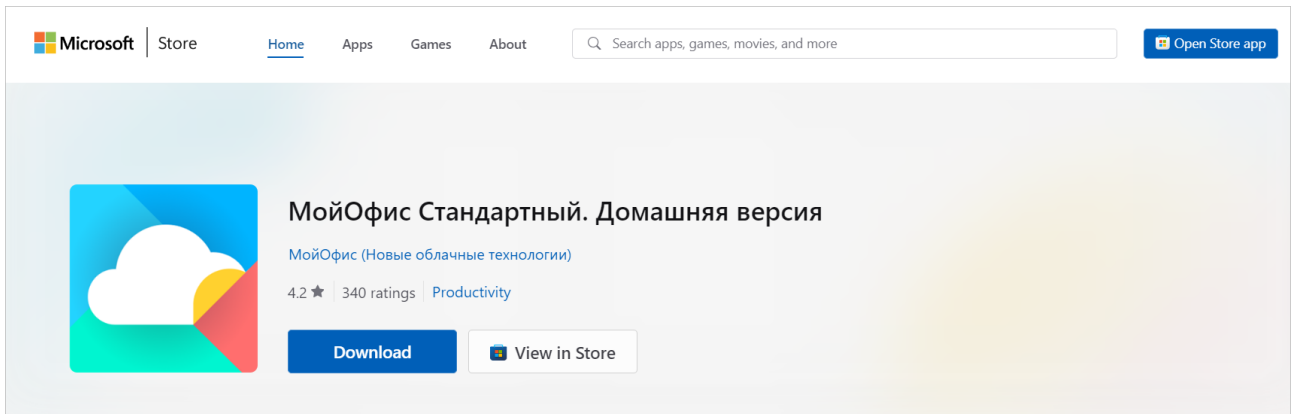 Microsoft Store Home Apps Games About Search apps, games, movies, and more Open Store app
МойОфис Стандартный. Домашняя версия
МойОфис (Новые облачные технологии)
4.2 ★ 340 ratings Productivity
Download View in Store